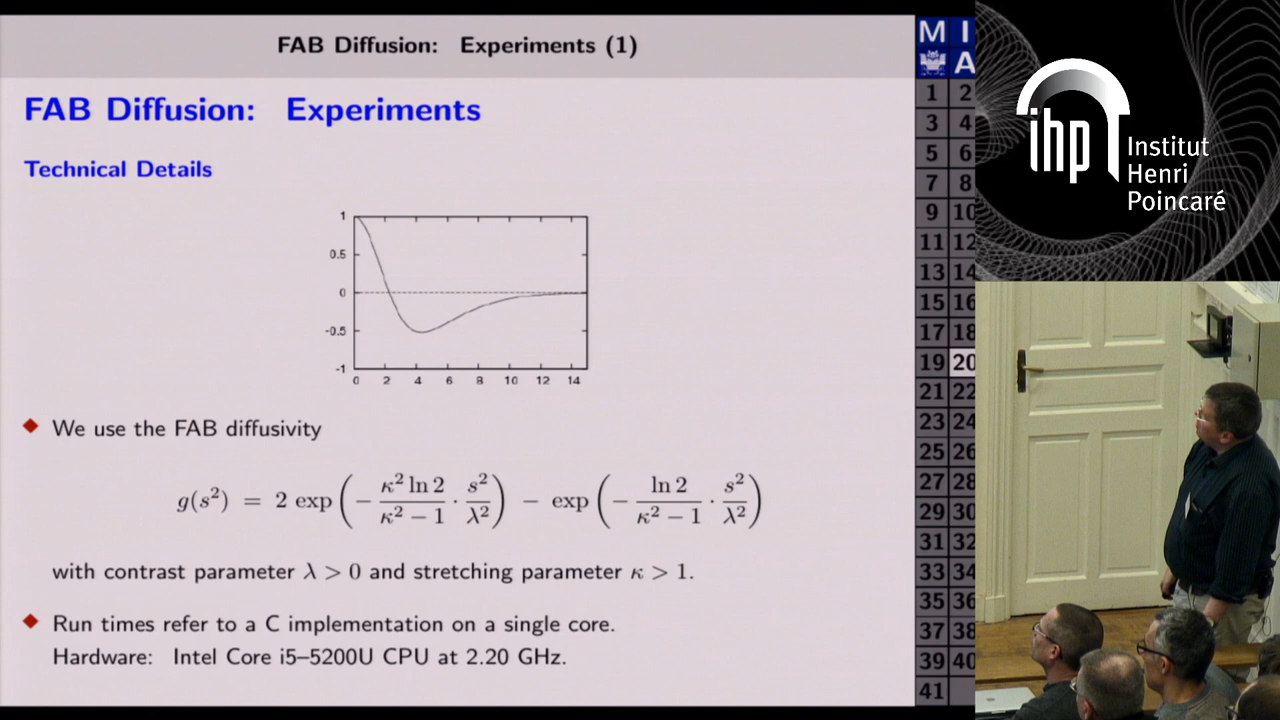 FAB Diffusion: Experiments (1)
M I
A
FAB Diffusion: Experiments
Technical Details
1
0.5
0
-0.5
-1
0 2 4 6 8 10 12 14
We use the FAB diffusivity
g(s²) = 2 exp(− κ² ln 2 / κ² − 1 · s² / λ²) − exp(− ln 2 / κ² − 1 · s² / λ²)
with contrast parameter λ > 0 and stretching parameter κ > 1.
Run times refer to a C implementation on a single core.
Hardware: Intel Core i5–5200U CPU at 2.20 GHz.
1 2
3 4
5 6
7 8
9 10
11 12
13 14
15 16
17 18
19 20
21 22
23 24
25 26
27 28
29 30
31 32
33 34
35 36
37 38
39 40
41
ihp
Institut
Henri
Poincaré